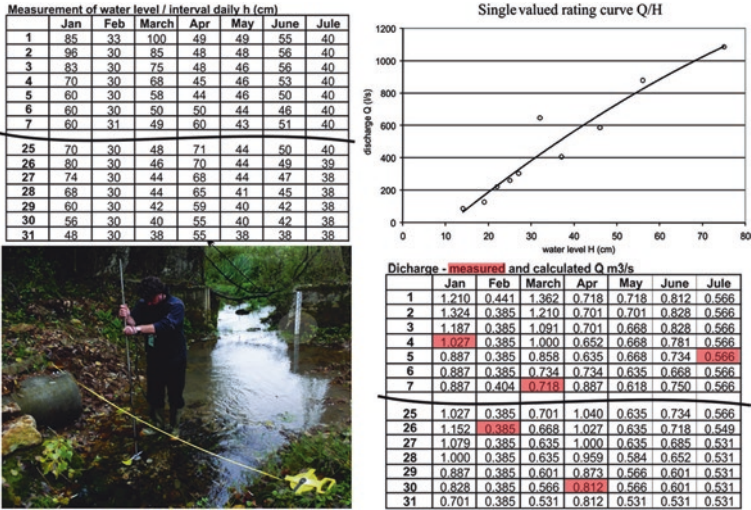 Measurement of water level / interval daily h (cm)
Jan Feb March Apr May June Jule
1 85 33 100 49 49 55 40
2 96 30 85 48 48 56 40
3 83 30 75 48 46 56 40
4 70 30 68 45 46 53 40
5 60 30 58 44 46 50 40
6 60 30 50 50 44 46 40
7 60 31 49 60 43 51 40
25 70 30 48 71 44 50 40
26 80 30 46 70 44 49 39
27 74 30 44 68 44 47 38
28 68 30 44 65 41 45 38
29 60 30 42 59 40 42 38
30 56 30 40 55 40 42 38
31 48 30 38 55 38 38 38
Single valued rating curve Q/H
discharge Q (l/s)
1200
1000
800
600
400
200
0
0 10 20 30 40 50 60 70 80
water level H (cm)
Dicharge - measured and calculated Q m3/s
Jan Feb March Apr May June Jule
1 1.210 0.441 1.362 0.718 0.718 0.812 0.566
2 1.324 0.385 1.210 0.701 0.701 0.828 0.566
3 1.187 0.385 1.091 0.701 0.668 0.828 0.566
4 1.027 0.385 1.000 0.652 0.668 0.781 0.566
5 0.887 0.385 0.858 0.635 0.668 0.734 0.566
6 0.887 0.385 0.734 0.734 0.635 0.668 0.566
7 0.887 0.404 0.718 0.887 0.618 0.750 0.566
25 1.027 0.385 0.701 1.040 0.635 0.734 0.566
26 1.152 0.385 0.668 1.027 0.635 0.718 0.549
27 1.079 0.385 0.635 1.000 0.635 0.685 0.531
28 1.000 0.385 0.635 0.959 0.584 0.652 0.531
29 0.887 0.385 0.601 0.873 0.566 0.601 0.531
30 0.828 0.385 0.566 0.812 0.566 0.601 0.531
31 0.701 0.385 0.531 0.812 0.531 0.531 0.531